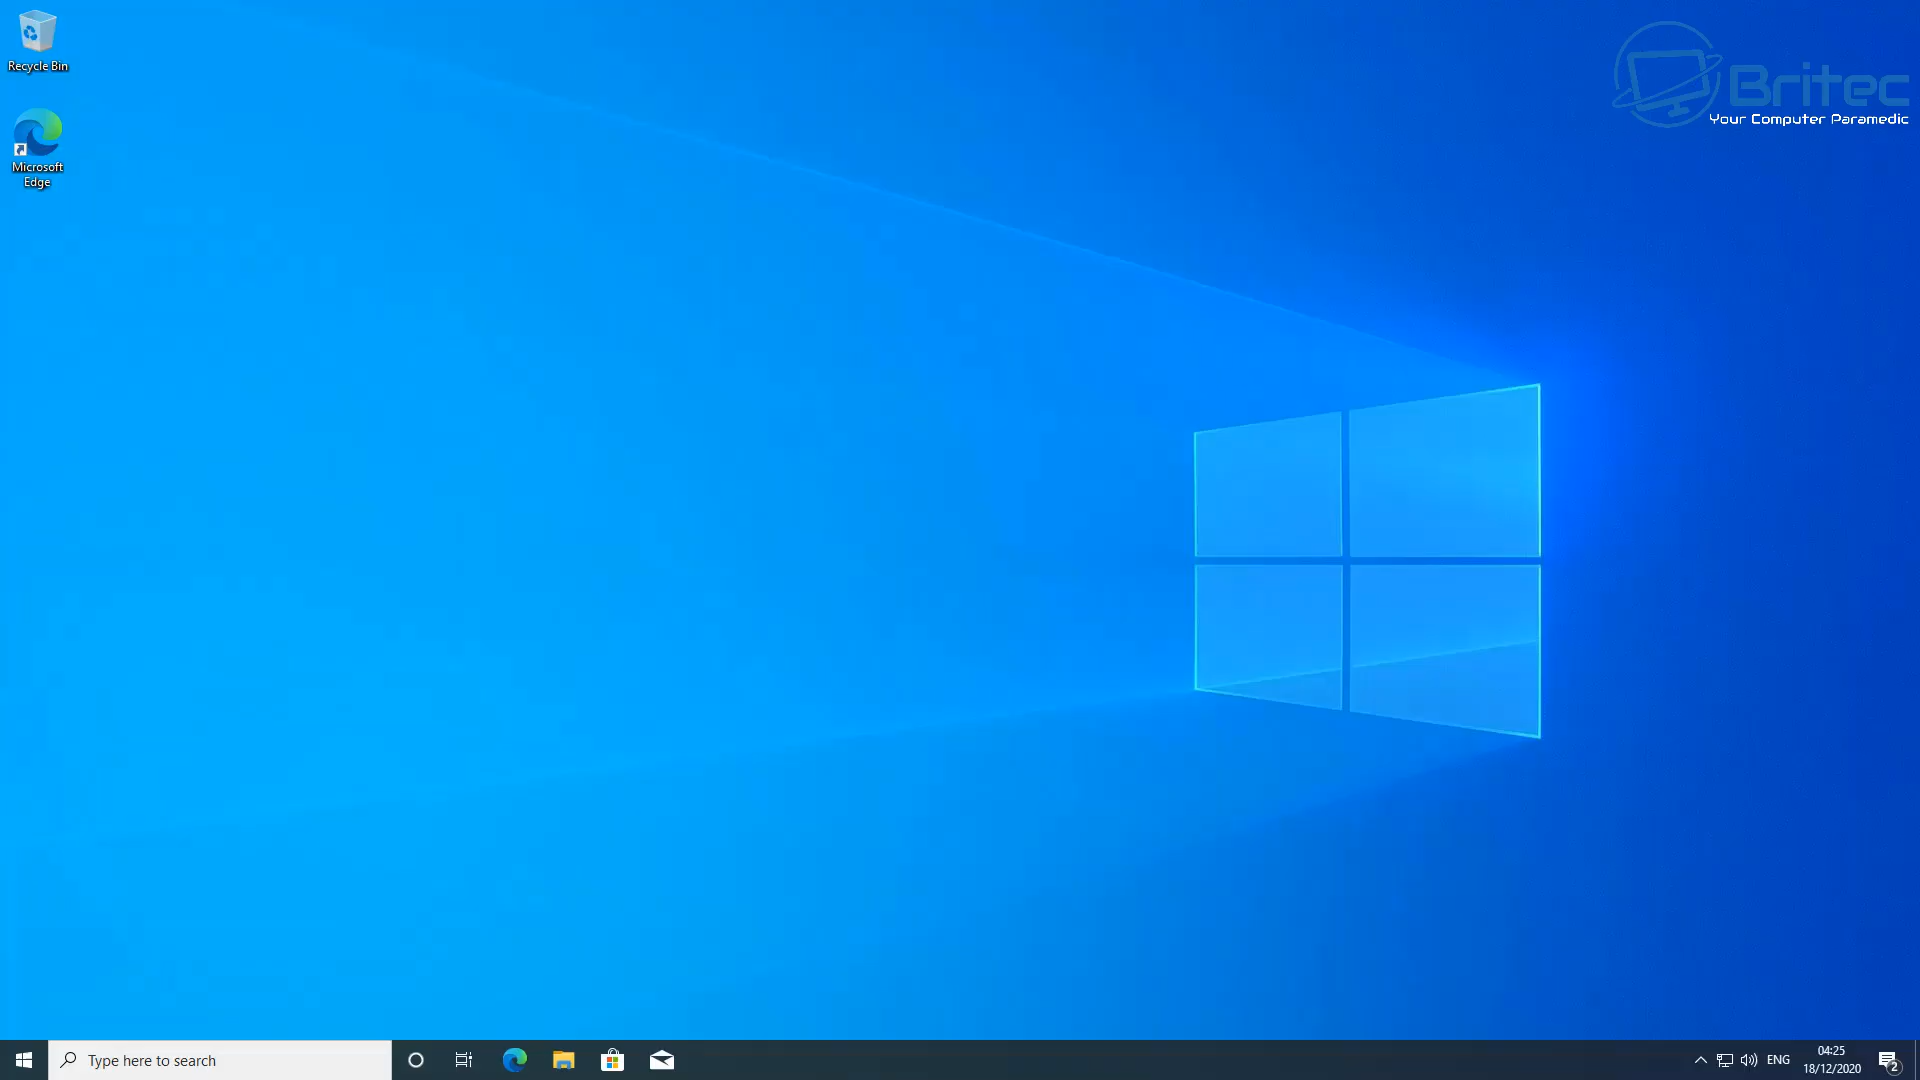 Recycle Bin
Microsoft
Edge
Britec
Your Computer Paramedic
Type here to search
ENG
04:25
18/12/2020
2